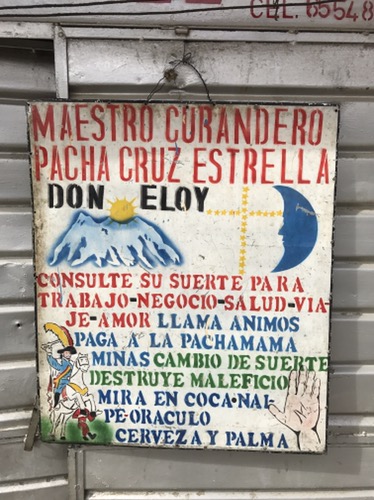 CEL. 65548
MAESTRO CURANDERO
PACHA CRUZ ESTRELLA
DON ELOY
CONSULTE SU SUERTE PARA
TRABAJO-NEGOCIO-SALUD-VIA-
JE-AMOR LLAMA ANIMOS
PAGA A LA PACHAMAMA
MINAS CAMBIO DE SUERTE
DESTRUYE MALEFICIO
MIRA EN COCA-NAI-
PE-ORACULO
CERVEZA Y PALMA